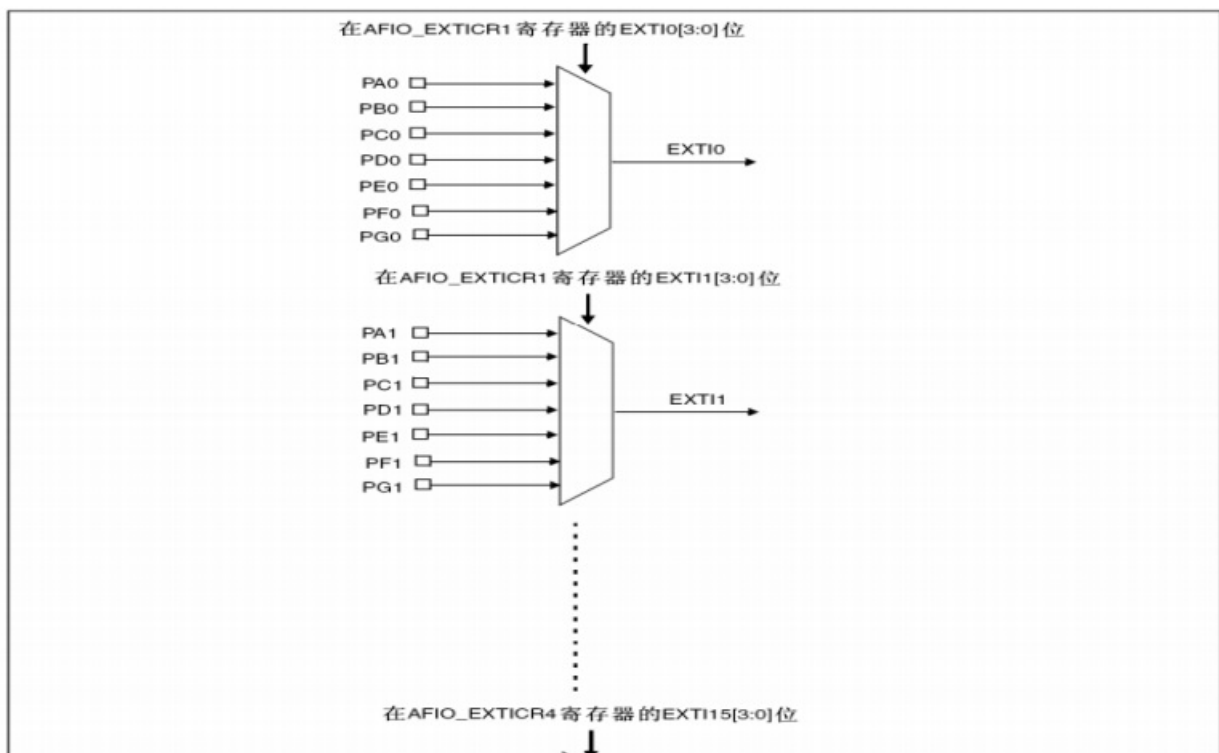 在AFIO_EXTICR1寄存器的EXTI0[3:0]位
PA0
PB0
PC0
PD0
EXTI0
PE0
PF0
PG0
在AFIO_EXTICR1寄存器的EXTI1[3:0]位
PA1
PB1
PC1
PD1
EXTI1
PE1
PF1
PG1
在AFIO_EXTICR4寄存器的EXTI15[3:0]位